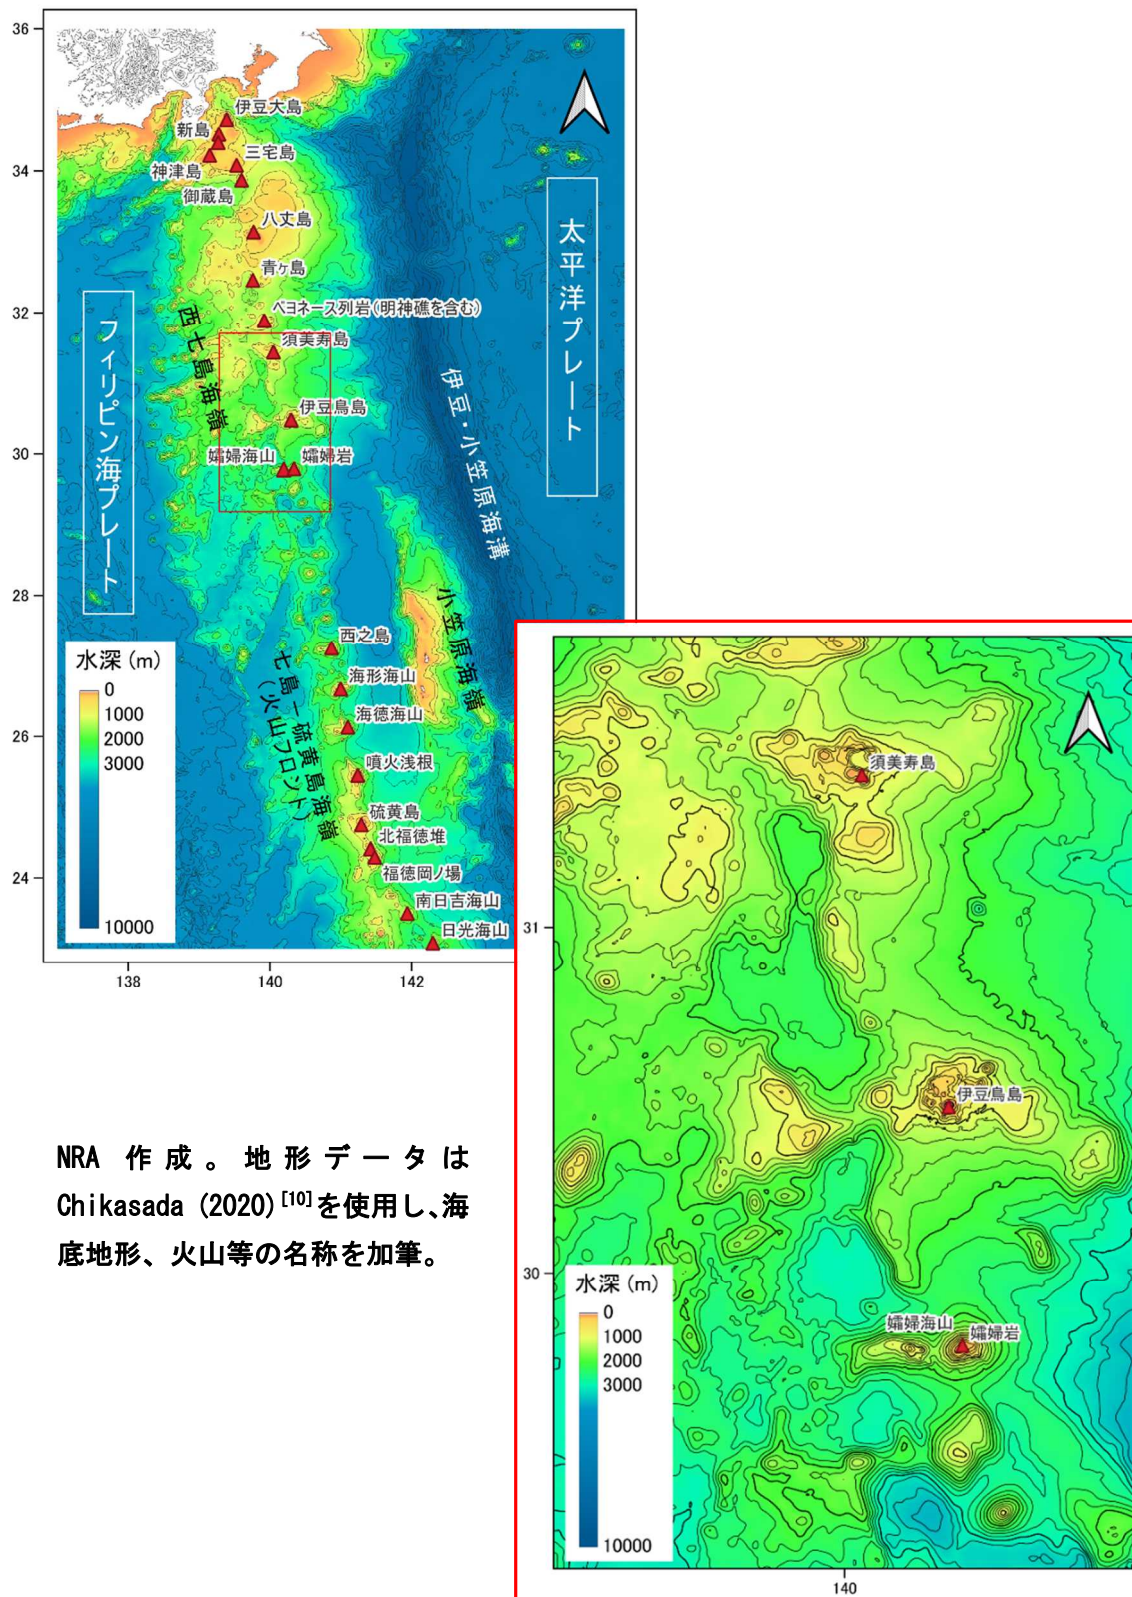 36
34
32
30
28
26
24
138
140
142
伊豆大島
新島
三宅島
神津島
御蔵島
八丈島
青ヶ島
ベヨネース列岩(明神礁を含む)
須美寿島
伊豆鳥島
孀婦海山
孀婦岩
西七島海嶺
フィリピン海プレート
太平洋プレート
伊豆・小笠原海溝
小笠原海嶺
七島－硫黄島海嶺
(火山フロント)
西之島
海形海山
海徳海山
噴火浅根
硫黄島
北福徳堆
福徳岡ノ場
南日吉海山
日光海山
水深(m)
0
1000
2000
3000
10000
須美寿島
伊豆鳥島
孀婦海山
孀婦岩
31
30
140
水深(m)
0
1000
2000
3000
10000
NRA 作成。地形データは
Chikasada (2020)[10]を使用し、海
底地形、火山等の名称を加筆。